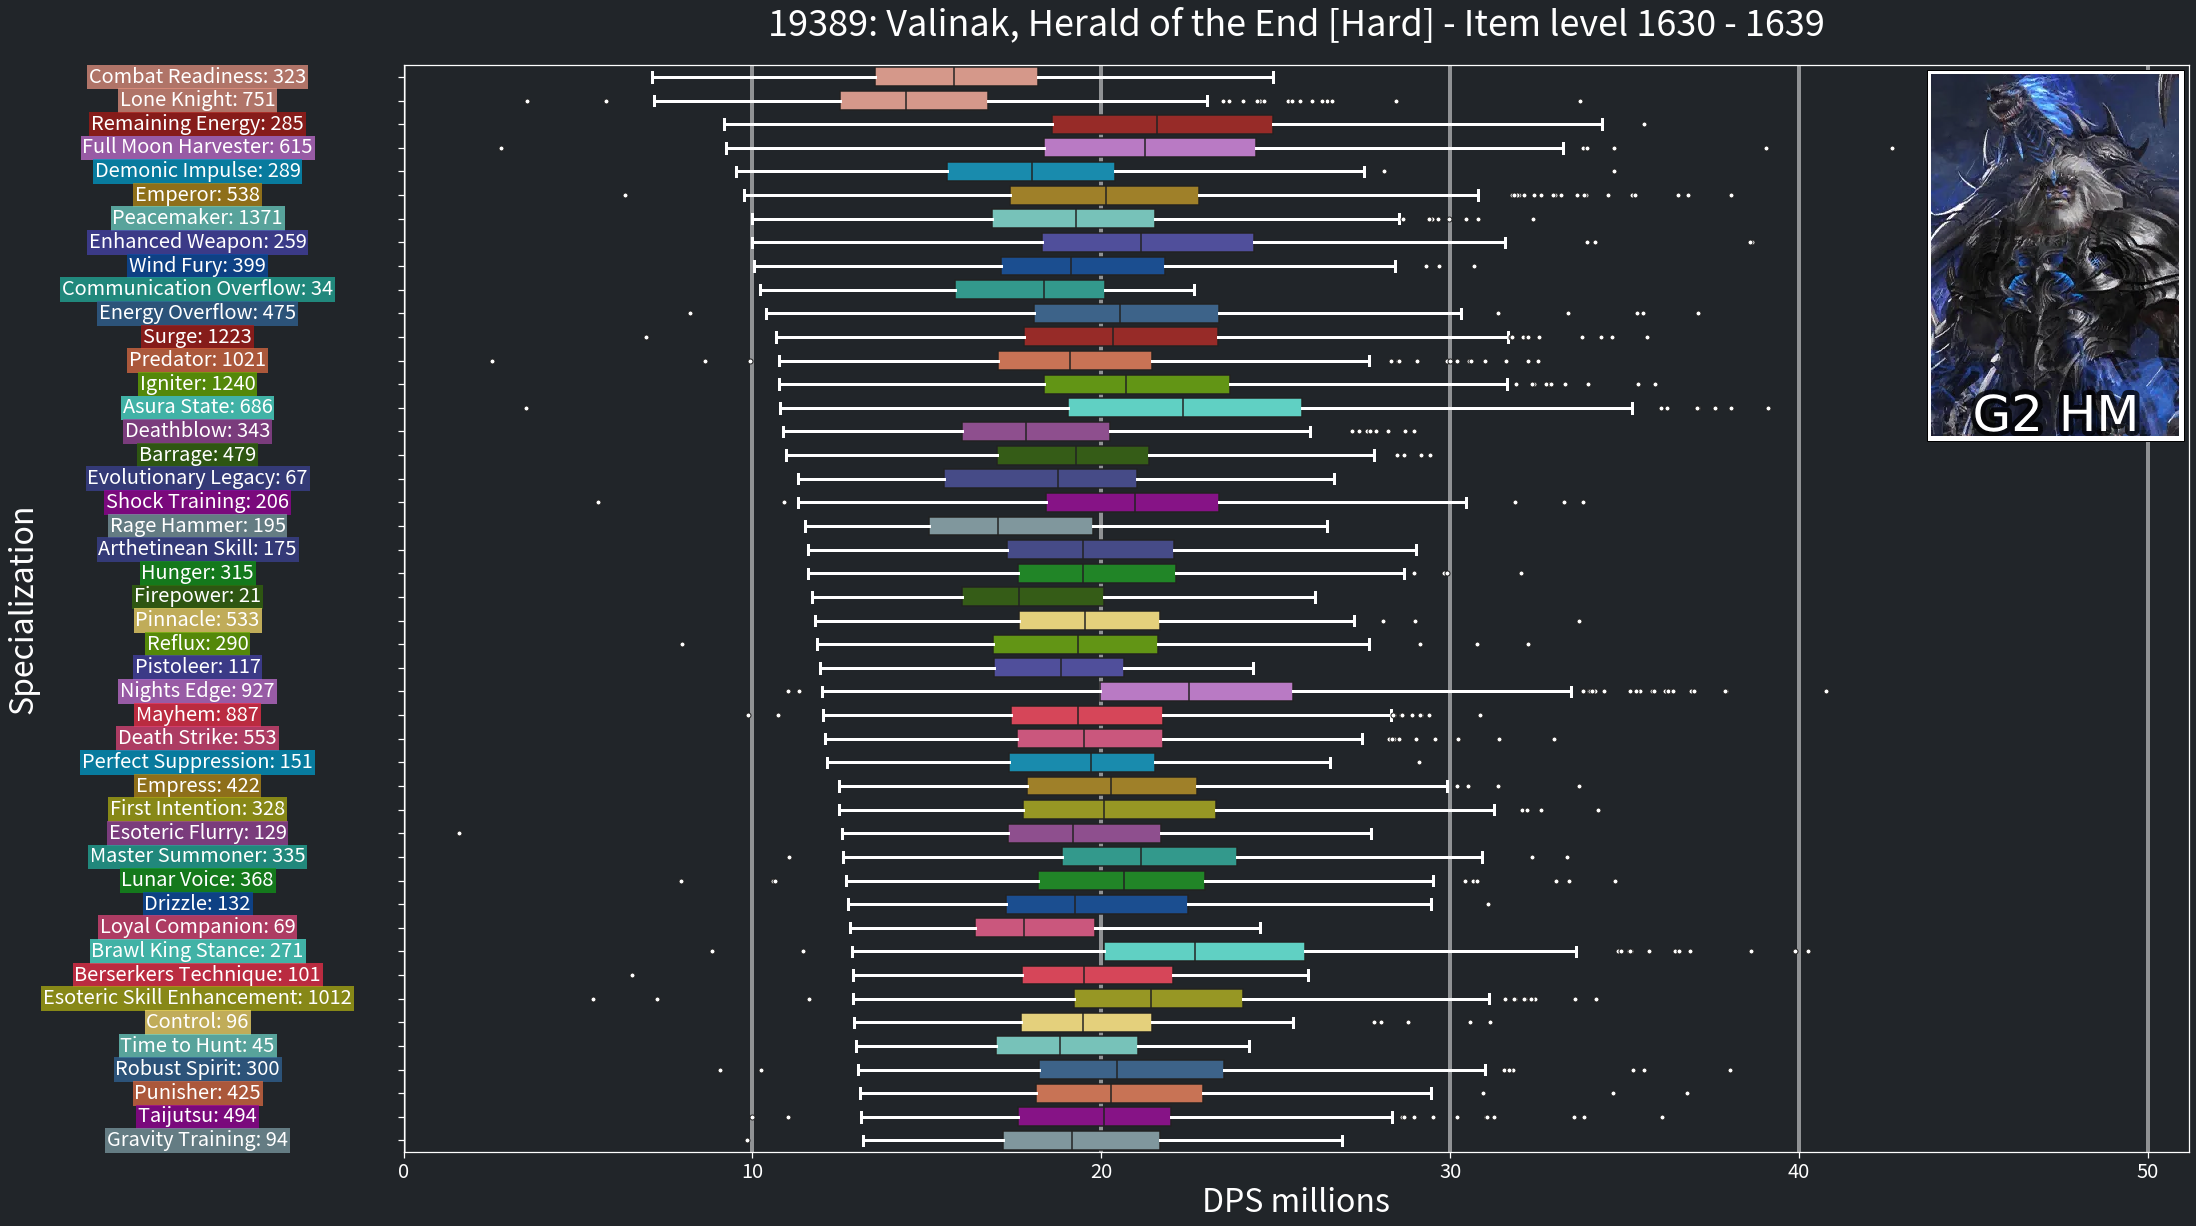 19389: Valinak, Herald of the End [Hard] - Item level 1630 - 1639
Combat Readiness: 323
Lone Knight: 751
Remaining Energy: 285
Full Moon Harvester: 615
Demonic Impulse: 289
Emperor: 538
Peacemaker: 1371
Enhanced Weapon: 259
Wind Fury: 399
Communication Overflow: 34
Energy Overflow: 475
Surge: 1223
Predator: 1021
Igniter: 1240
Asura State: 686
Deathblow: 343
Barrage: 479
Evolutionary Legacy: 67
Shock Training: 206
Rage Hammer: 195
Arthetinean Skill: 175
Hunger: 315
Firepower: 21
Pinnacle: 533
Reflux: 290
Pistoleer: 117
Nights Edge: 927
Mayhem: 887
Death Strike: 553
Perfect Suppression: 151
Empress: 422
First Intention: 328
Esoteric Flurry: 129
Master Summoner: 335
Lunar Voice: 368
Drizzle: 132
Loyal Companion: 69
Brawl King Stance: 271
Berserkers Technique: 101
Esoteric Skill Enhancement: 1012
Control: 96
Time to Hunt: 45
Robust Spirit: 300
Punisher: 425
Taijutsu: 494
Gravity Training: 94
Specialization
G2 HM
0 10 20 30 40 50
DPS millions